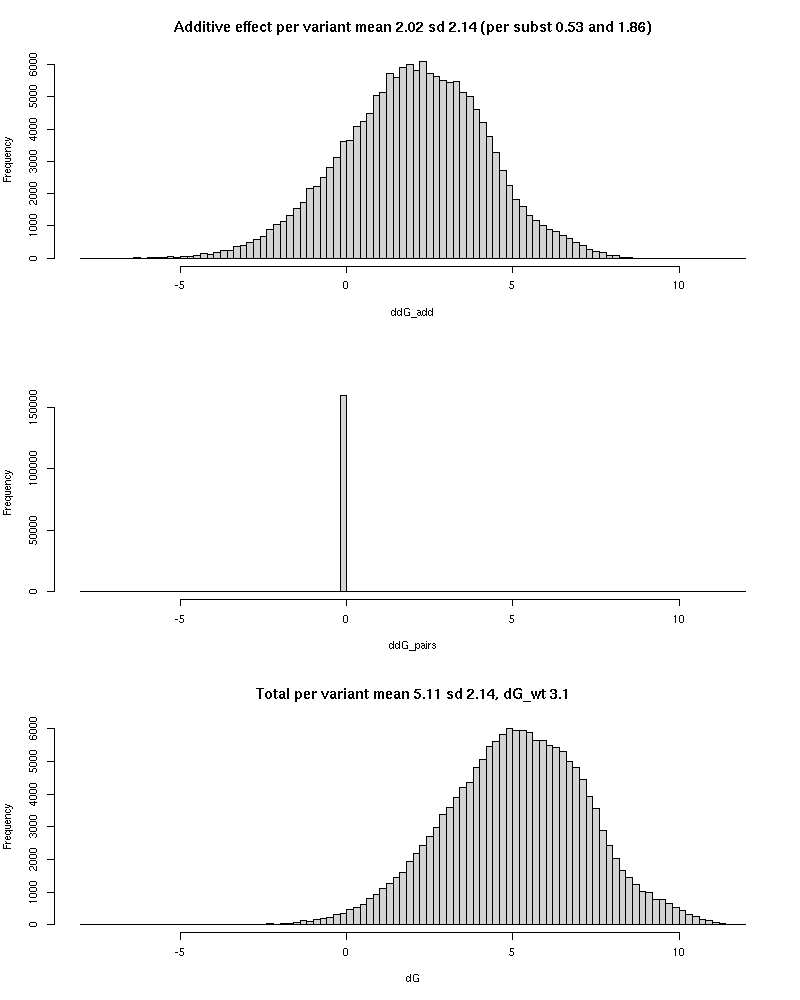 Additive effect per variant mean 2.02 sd 2.14 (per subst 0.53 and 1.86)
Frequency
6000
5000
4000
3000
2000
1000
0
-5 0 5 10
ddG_add
Frequency
150000
100000
50000
0
-5 0 5 10
ddG_pairs
Total per variant mean 5.11 sd 2.14, dG_wt 3.1
Frequency
6000
5000
4000
3000
2000
1000
0
-5 0 5 10
dG